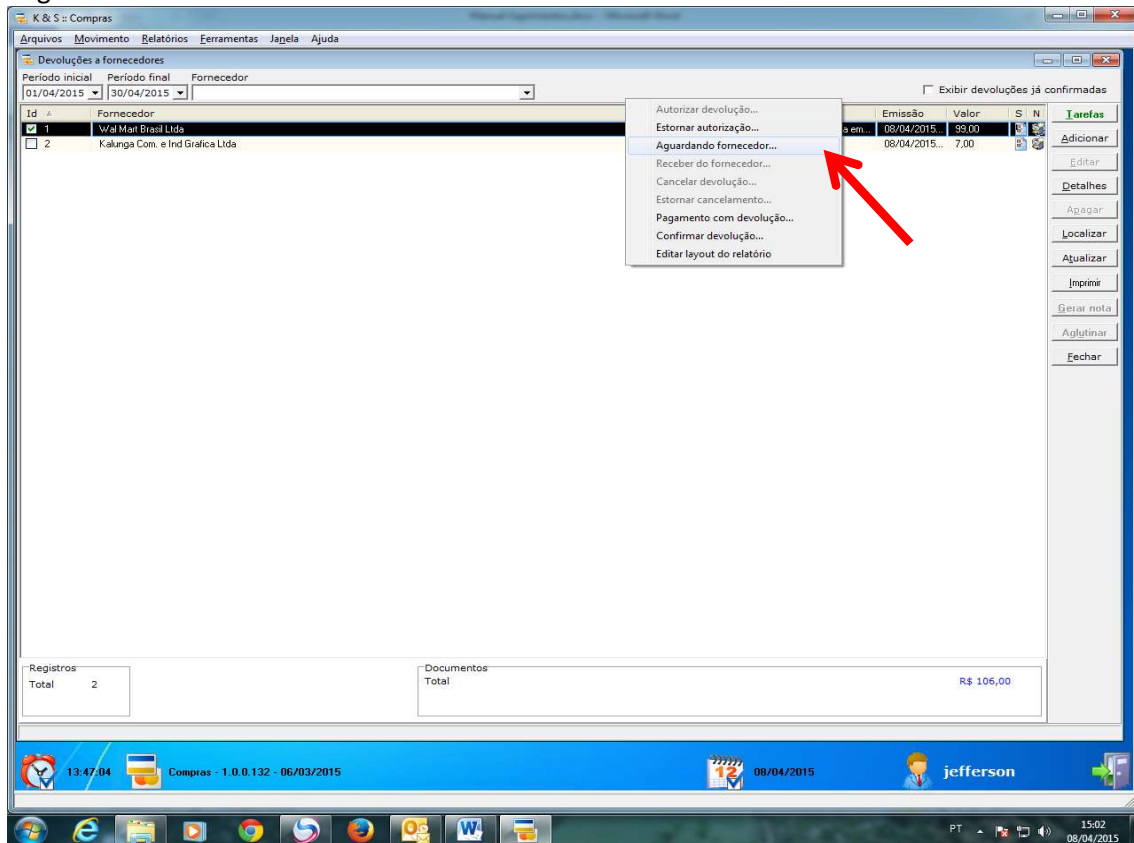 K & S :: Compras
Arquivos Movimento Relatórios Ferramentas Janela Ajuda
Devoluções a fornecedores
Período inicial Período final Fornecedor
01/04/2015 30/04/2015
Exibir devoluções já confirmadas
Id Fornecedor Emissão Valor S N
1 Wal Mart Brasil Ltda a em... 08/04/2015... 99,00
2 Kalunga Com. e Ind Grafica Ltda 08/04/2015... 7,00
Autorizar devolução...
Estornar autorização...
Aguardando fornecedor...
Receber do fornecedor...
Cancelar devolução...
Estornar cancelamento...
Pagamento com devolução...
Confirmar devolução...
Editar layout do relatório
Tarefas
Adicionar
Editar
Detalhes
Apagar
Localizar
Atualizar
Imprimir
Gerar nota
Aglutinar
Fechar
Registros
Total 2
Documentos
Total R$ 106,00
13:47:04 Compras - 1.0.0.132 - 06/03/2015 12 08/04/2015 jefferson
PT 15:02
08/04/2015